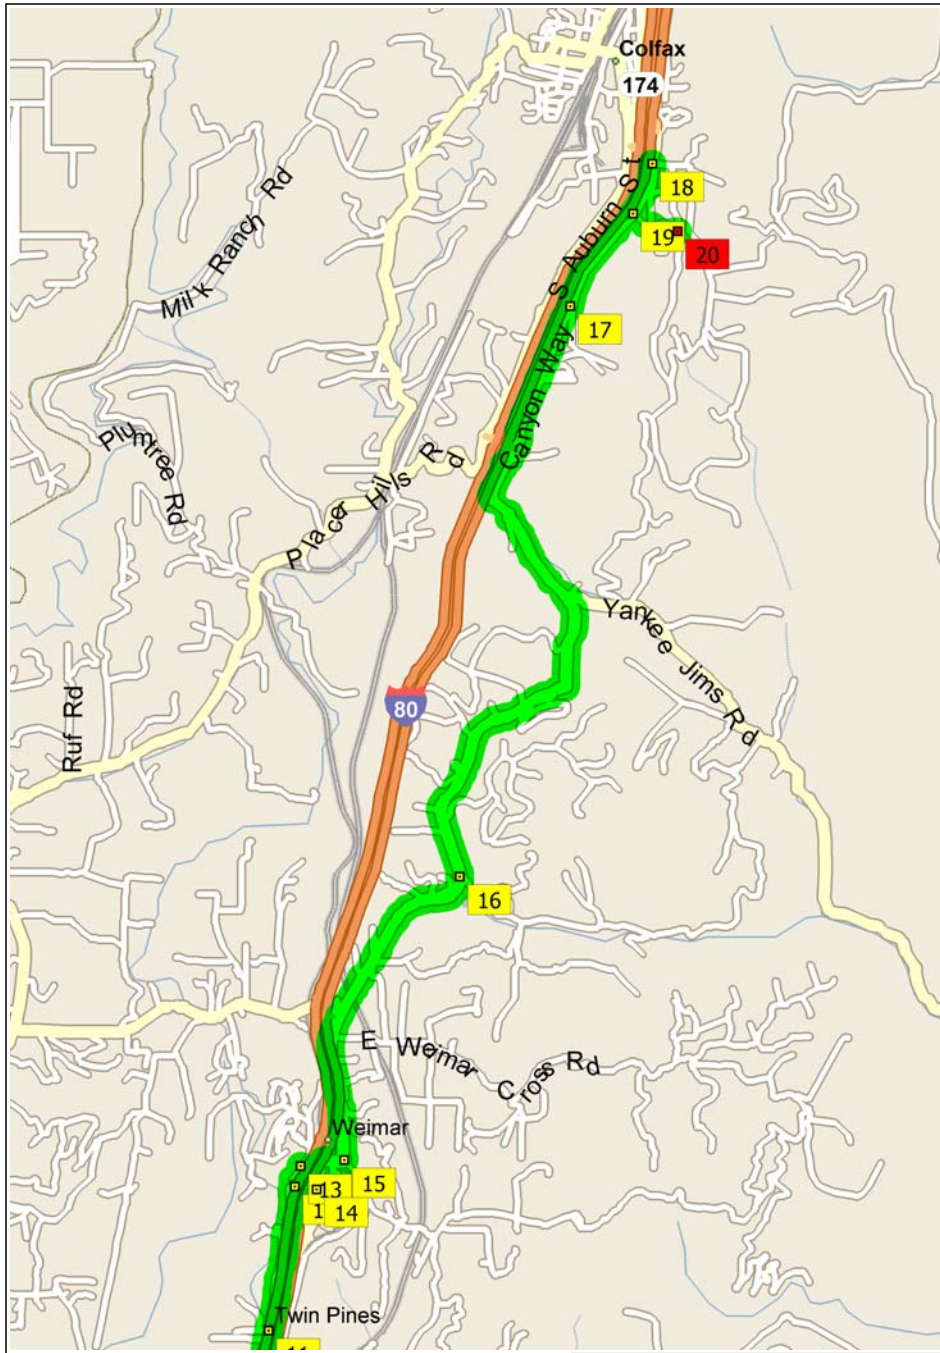 Colfax
174
18
19
20
S Auburn St
Milk Ranch Rd
17
Canyon Way
Plumtree Rd
Placer Hills Rd
Yankee Jims Rd
Ruf Rd
80
16
E Weimar Cross Rd
Weimar
13
15
14
Twin Pines
11